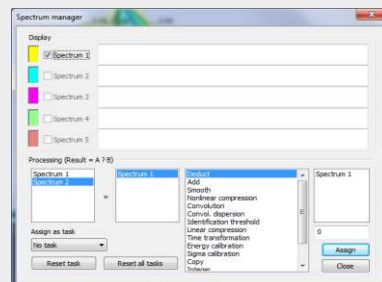 Spectrum manager
Display
Spectrum 1
Spectrum 2
Spectrum 3
Spectrum 4
Spectrum 5
Processing (Result = A ? B)
Spectrum 1
Spectrum 2
=
Spectrum 1
Deduct
Add
Smooth
Nonlinear compression
Convolution
Convol. dispersion
Identification threshold
Linear compression
Time transformation
Energy calibration
Sigma calibration
Copy
Integer
Spectrum 1
Assign as task
No task
0
Assign
Reset task
Reset all tasks
Close